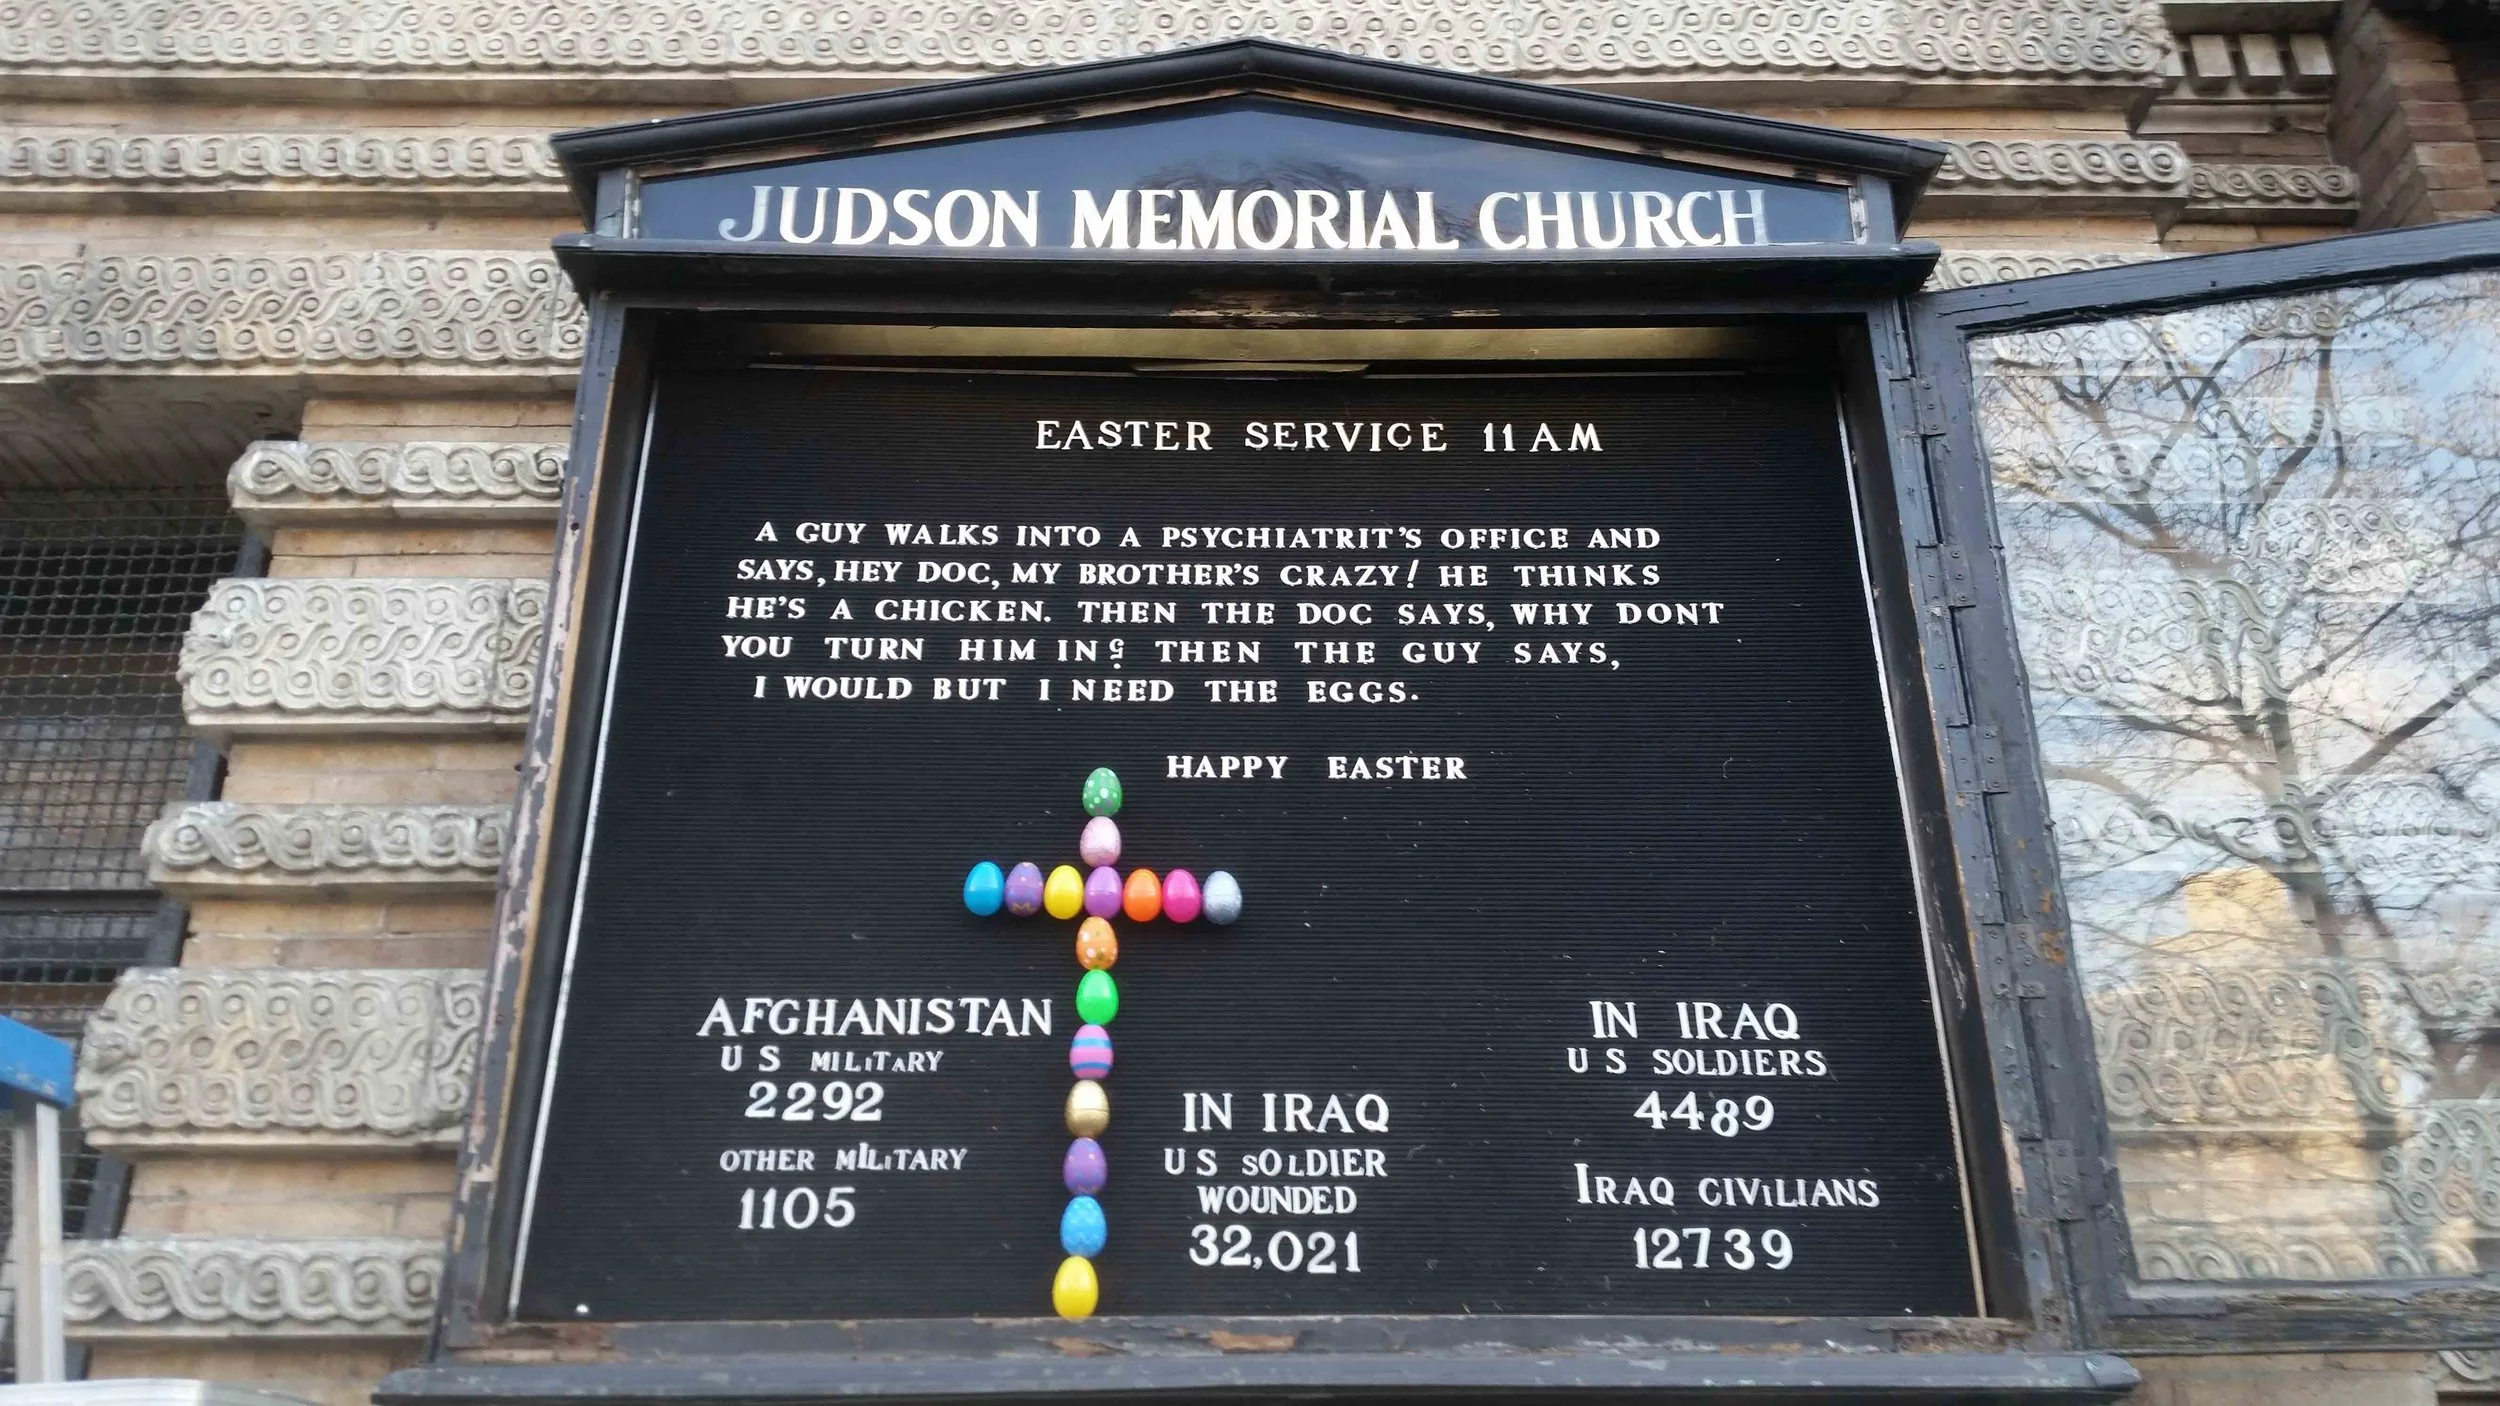 JUDSON MEMORIAL CHURCH
EASTER SERVICE 11 AM
A GUY WALKS INTO A PSYCHIATRIT'S OFFICE AND
SAYS, HEY DOC, MY BROTHER'S CRAZY! HE THINKS
HE'S A CHICKEN. THEN THE DOC SAYS, WHY DONT
YOU TURN HIM IN? THEN THE GUY SAYS,
I WOULD BUT I NEED THE EGGS.
HAPPY EASTER
AFGHANISTAN
U S MILITARY
2292
OTHER MILITARY
1105
IN IRAQ
U S SOLDIER
WOUNDED
32,021
IN IRAQ
U S SOLDIERS
4489
IRAQ CIVILIANS
12739